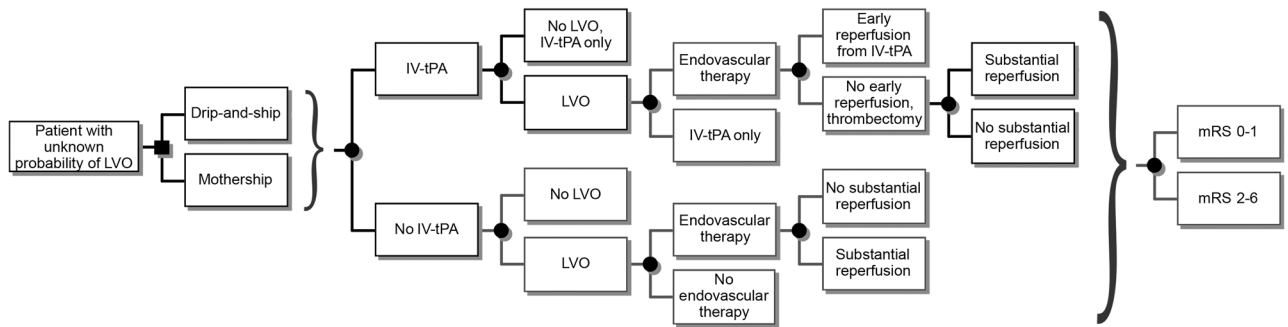 Patient with
unknown
probability of LVO
Drip-and-ship
Mothership
IV-tPA
No IV-tPA
No LVO,
IV-tPA only
LVO
No LVO
LVO
Endovascular
therapy
IV-tPA only
Endovascular
therapy
No
endovascular
therapy
Early
reperfusion
from IV-tPA
No early
reperfusion,
thrombectomy
No substantial
reperfusion
Substantial
reperfusion
Substantial
reperfusion
No substantial
reperfusion
mRS 0-1
mRS 2-6